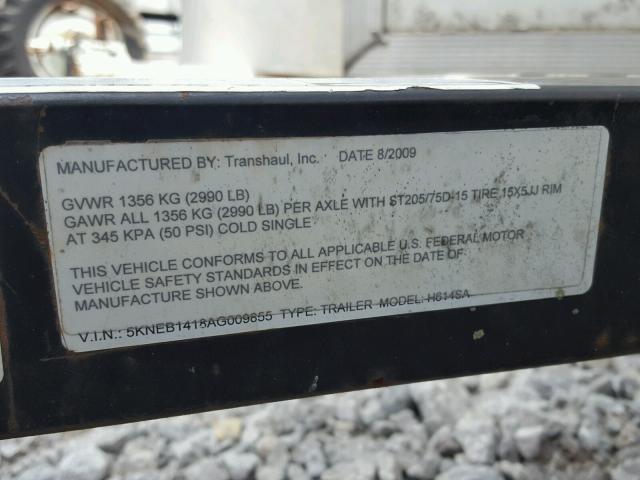 MANUFACTURED BY: Transhaul, Inc. DATE 8/2009
GVWR 1356 KG (2990 LB)
GAWR ALL 1356 KG (2990 LB) PER AXLE WITH ST205/75D-15 TIRE 15X5JJ RIM
AT 345 KPA (50 PSI) COLD SINGLE
THIS VEHICLE CONFORMS TO ALL APPLICABLE U.S. FEDERAL MOTOR
VEHICLE SAFETY STANDARDS IN EFFECT ON THE DATE OF
MANUFACTURE SHOWN ABOVE.
V.I.N.: 5KNEB1418AG009855 TYPE: TRAILER MODEL: H614SA